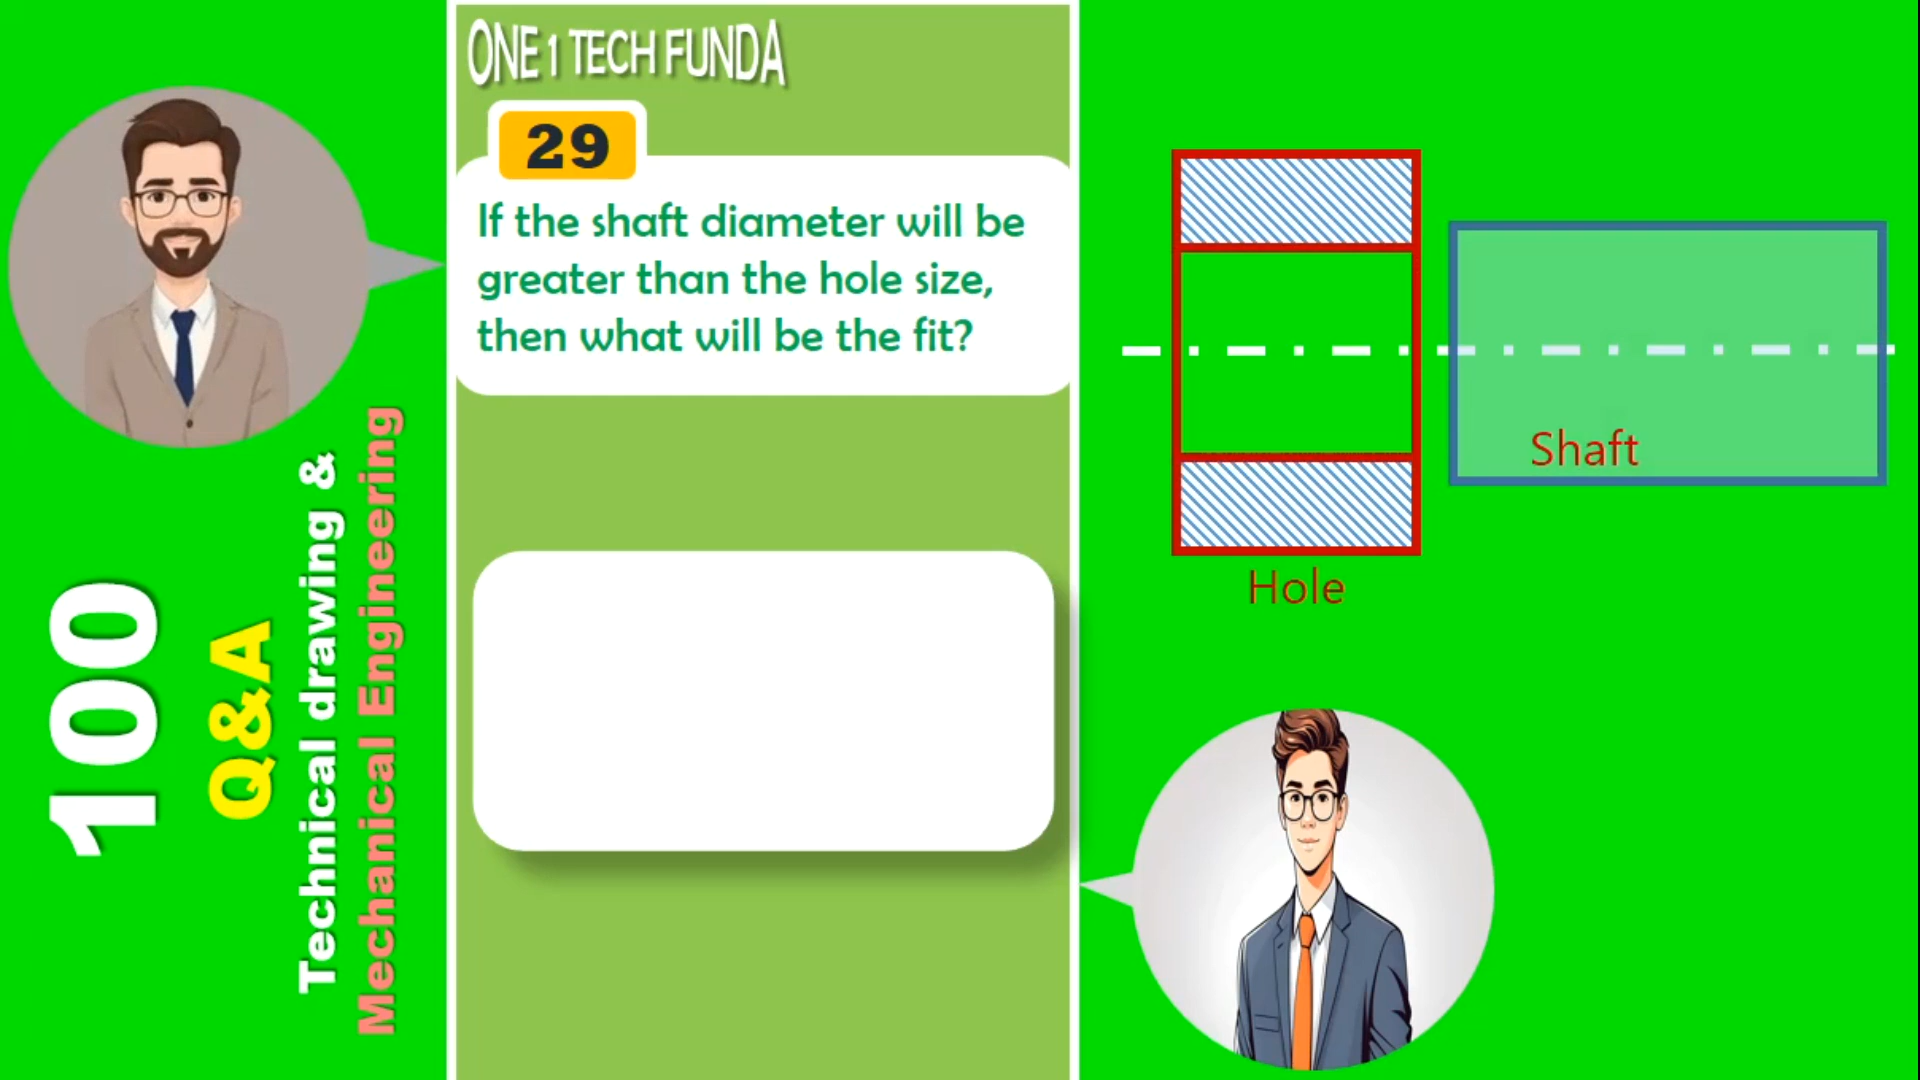 100
Q&A
Technical drawing &
Mechanical Engineering
ONE 1 TECH FUNDA
29
If the shaft diameter will be
greater than the hole size,
then what will be the fit?
Shaft
Hole